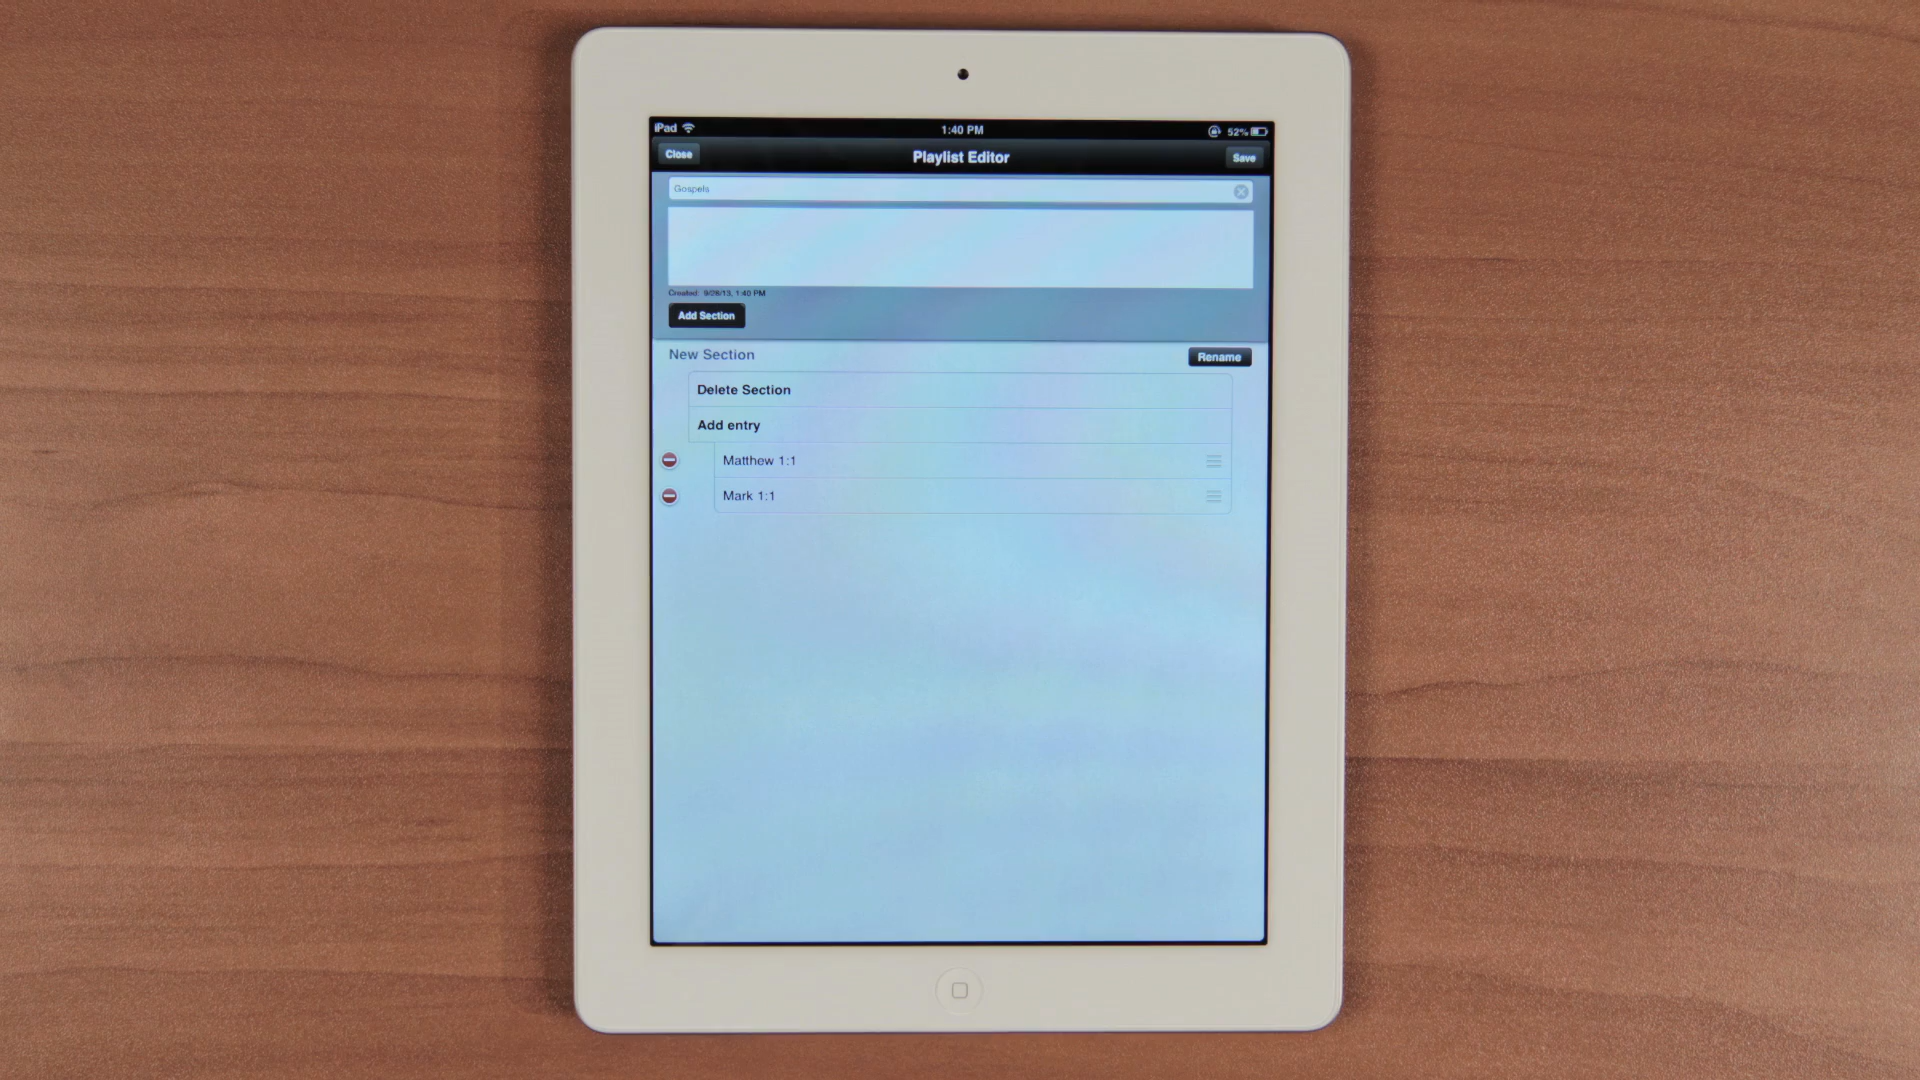 iPad 1:40 PM 52%
Close Playlist Editor Save
Gospels
Created: 9/28/13, 1:40 PM
Add Section
New Section Rename
Delete Section
Add entry
Matthew 1:1
Mark 1:1